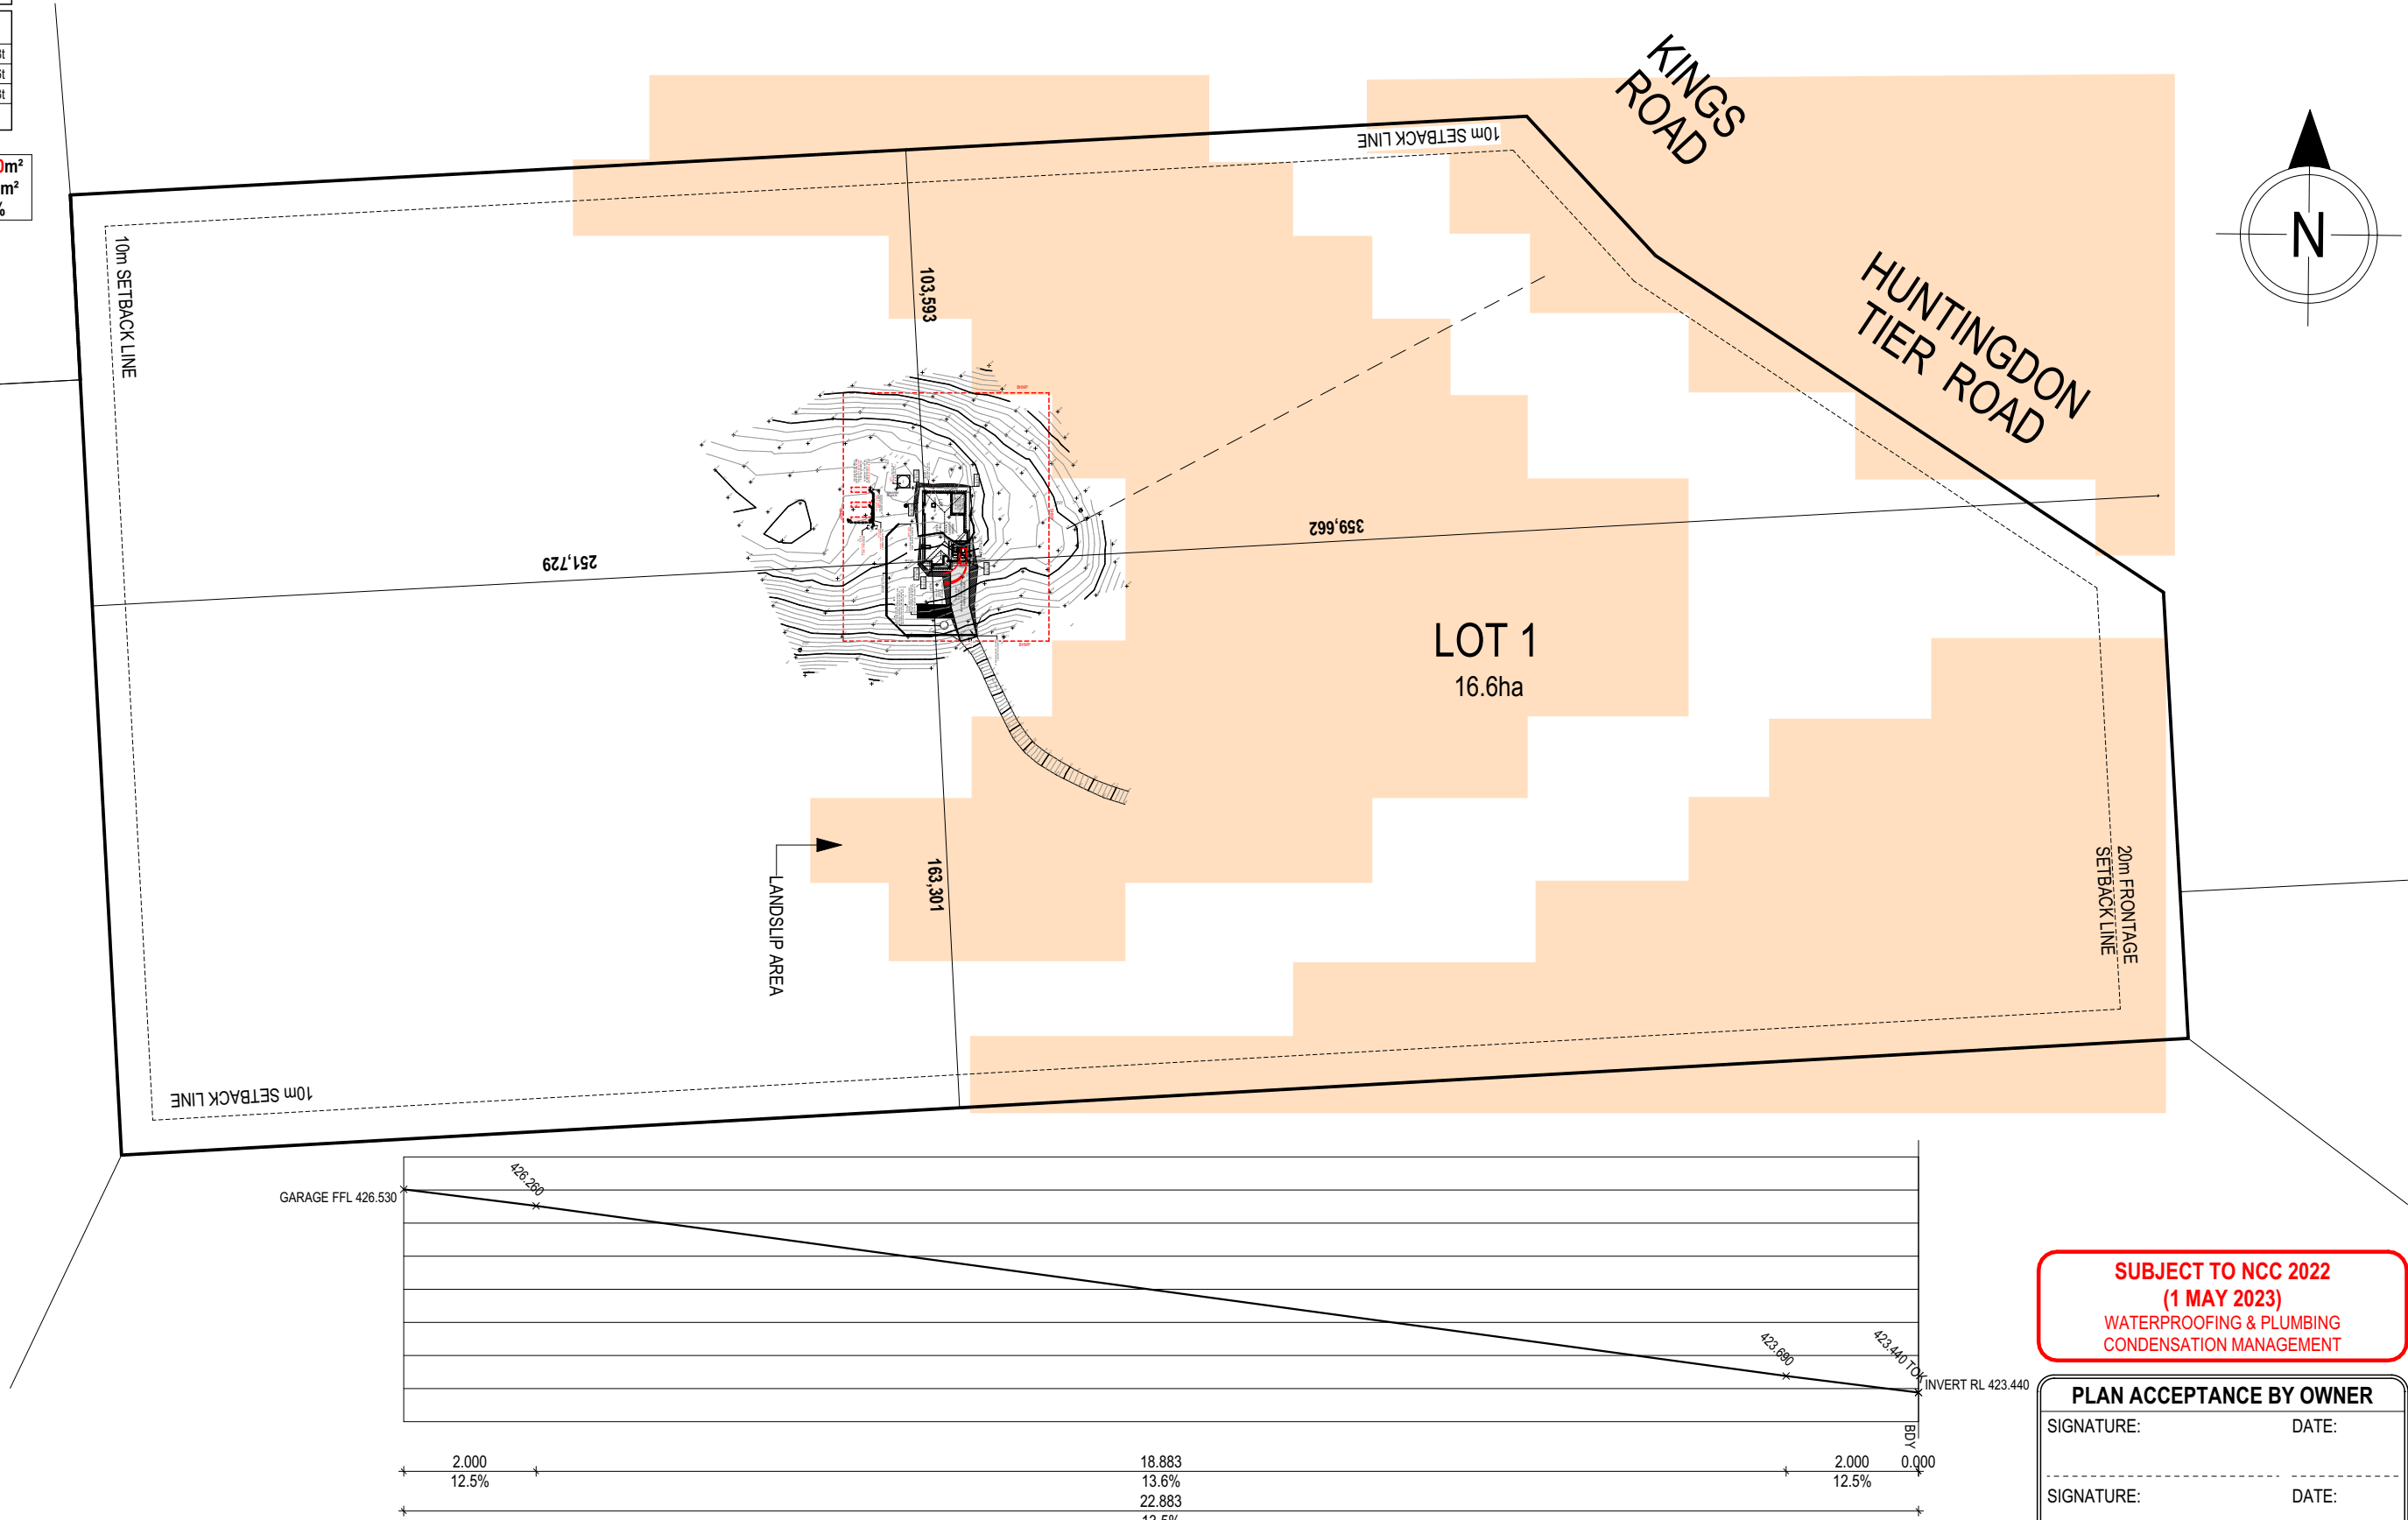 m²
m²
%
KINGS
ROAD
10m SETBACK LINE
HUNTINGDON
TIER ROAD
N
10m SETBACK LINE
103,593
251,729
359,662
LOT 1
16.6ha
163,301
LANDSLIP AREA
20m FRONTAGE
SETBACK LINE
10m SETBACK LINE
GARAGE FFL 426.530
426.260
423.690
423.440 TOK
INVERT RL 423.440
BDY
2.000
18.883
2.000
0.000
12.5%
13.6%
12.5%
22.883
13.5%
SUBJECT TO NCC 2022
(1 MAY 2023)
WATERPROOFING & PLUMBING
CONDENSATION MANAGEMENT
PLAN ACCEPTANCE BY OWNER
SIGNATURE: DATE:
SIGNATURE: DATE: